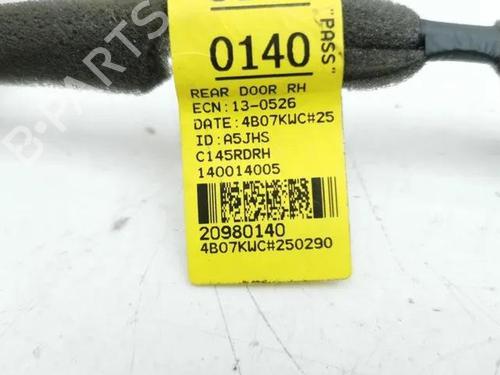 0140
"PASS"
REAR DOOR RH
ECN:13-0526
DATE:4B07KWC#25
ID:A5JHS
C145RDRH
140014005
20980140
4B07KWC#250290
B-PARTS